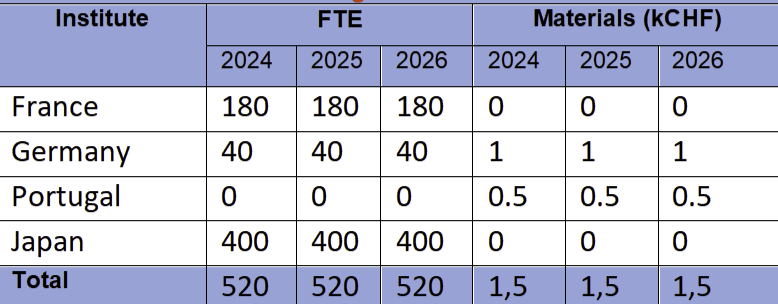 Institute FTE Materials (kCHF)
2024 2025 2026 2024 2025 2026
France 180 180 180 0 0 0
Germany 40 40 40 1 1 1
Portugal 0 0 0 0.5 0.5 0.5
Japan 400 400 400 0 0 0
Total 520 520 520 1,5 1,5 1,5